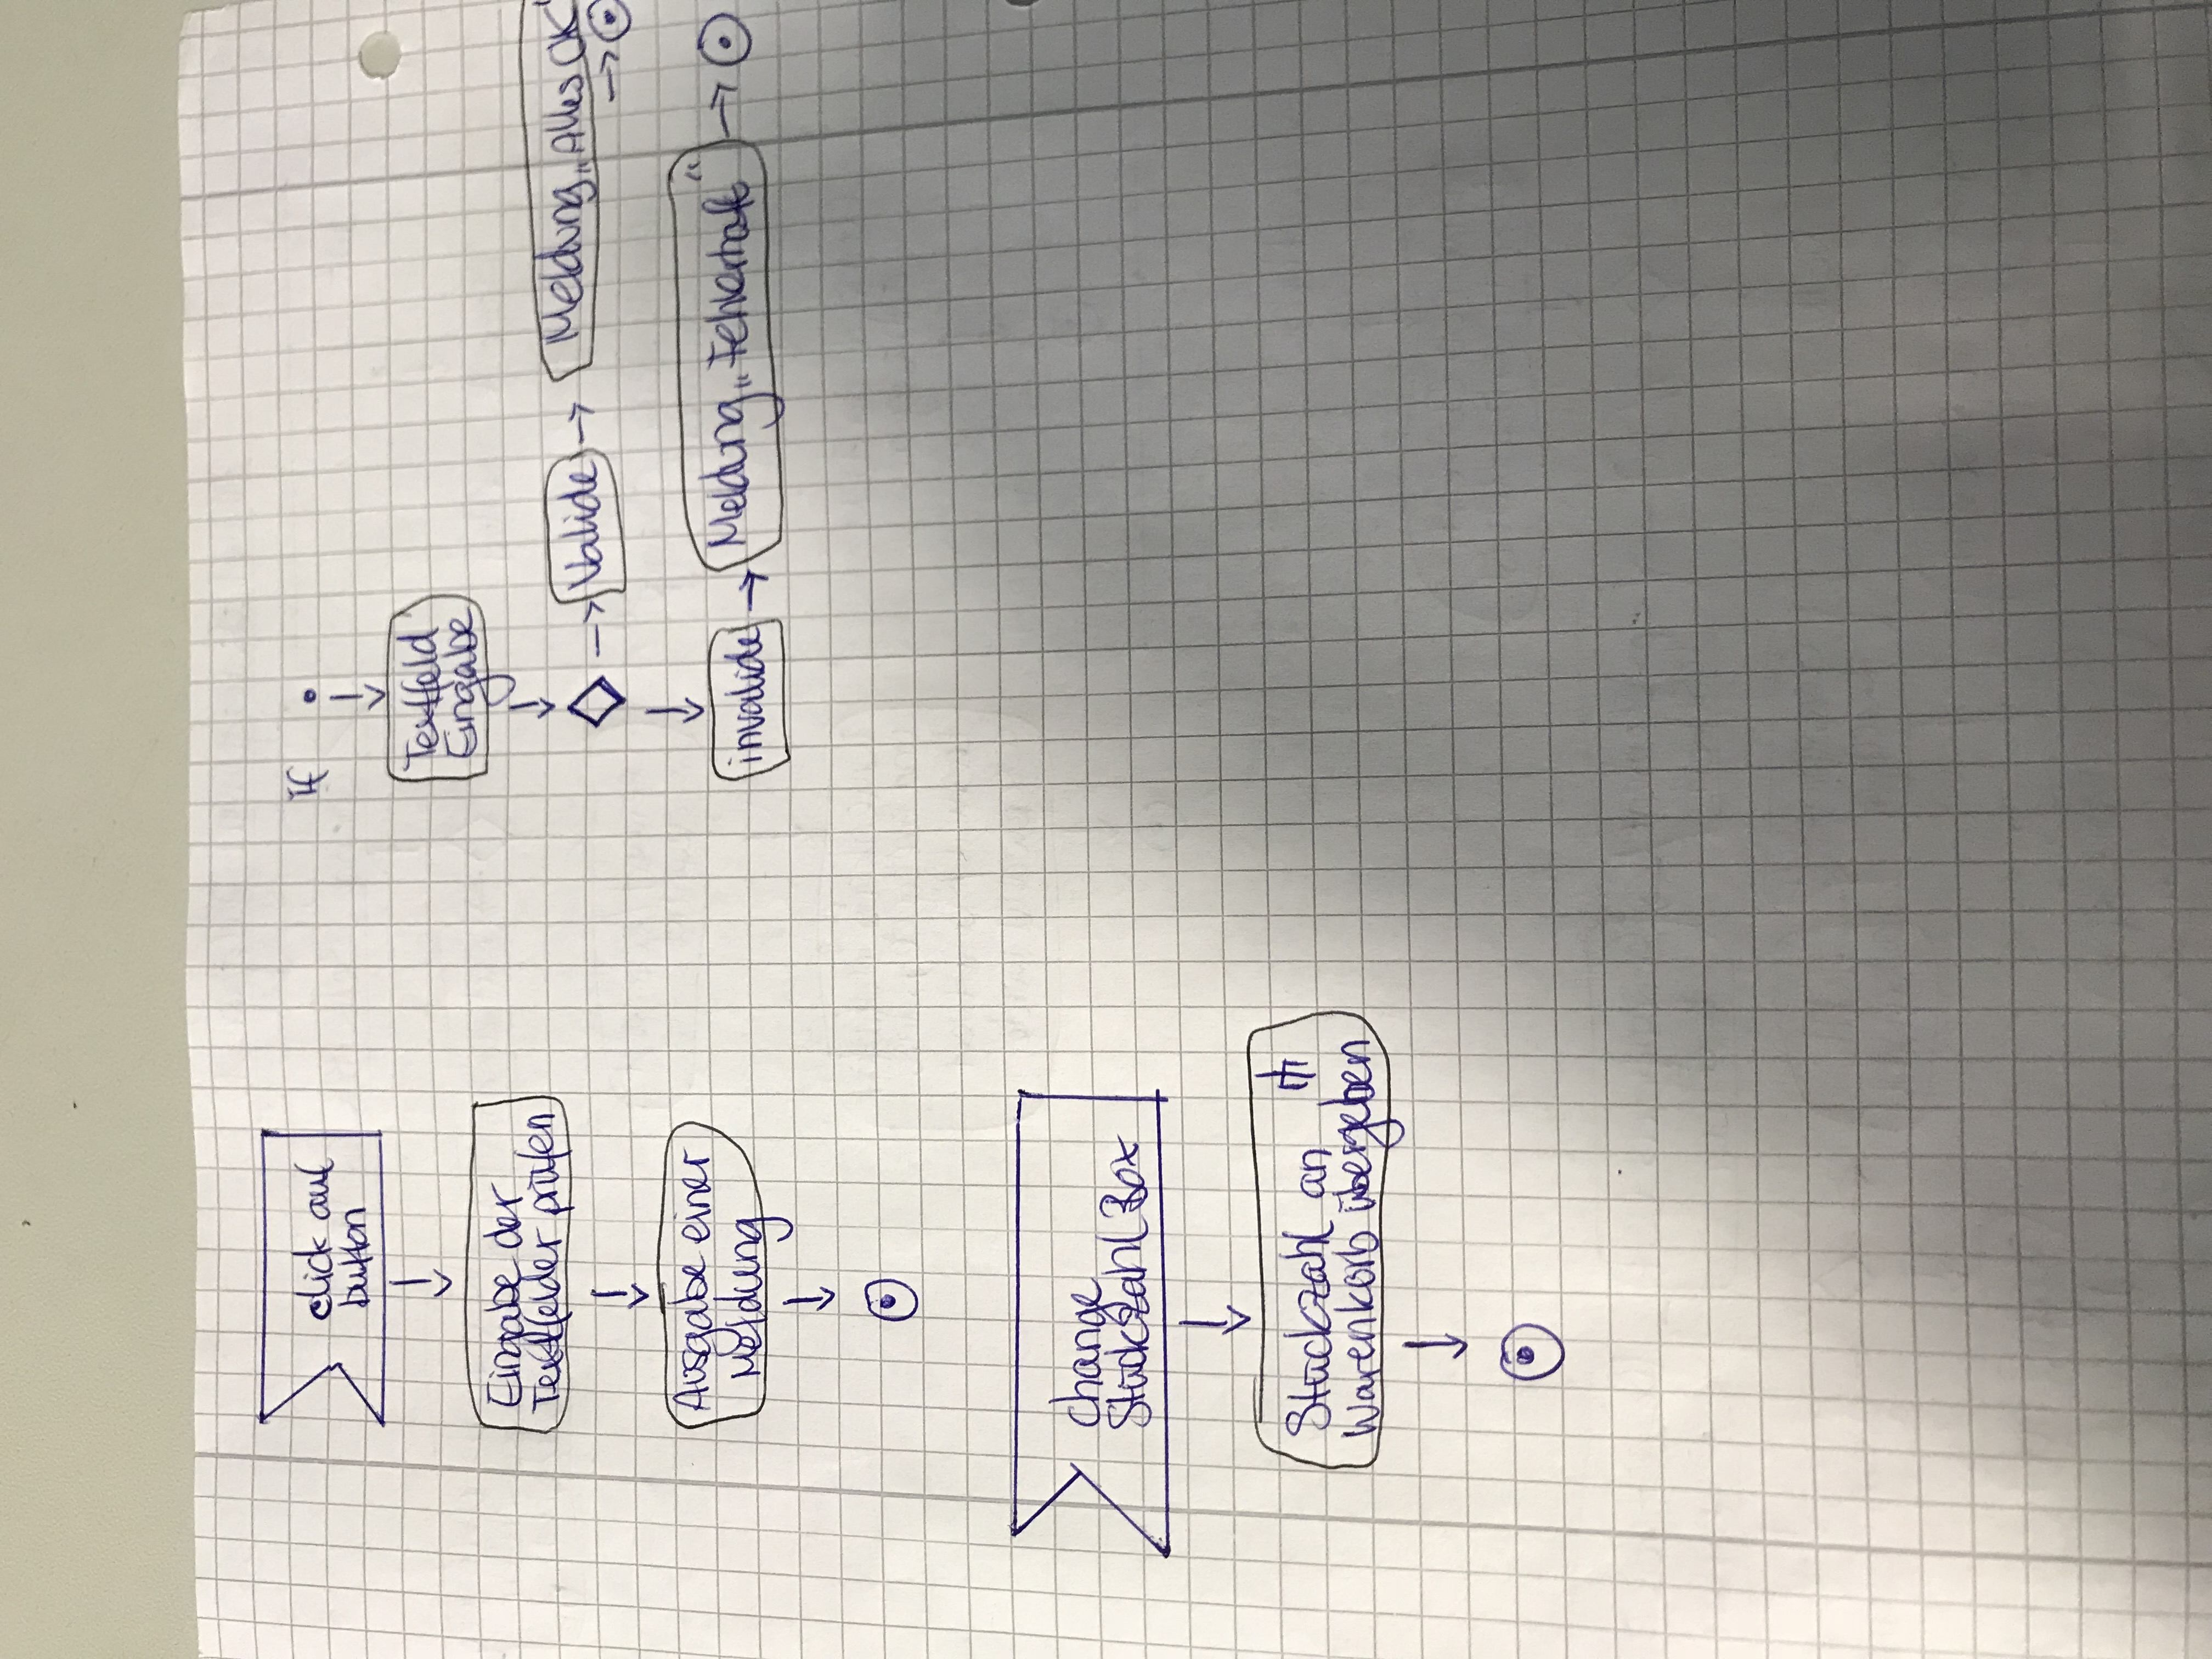 click auf
button
Eingabe der
Textfelder prüfen
Ausgabe einer
Meldung
change
Stückzahl Box
Stückzahl an
Warenkorb übergeben
if
Textfeld
Eingabe
Valide
Meldung „Alles OK“
invalide
Meldung „Fehlerhaft“